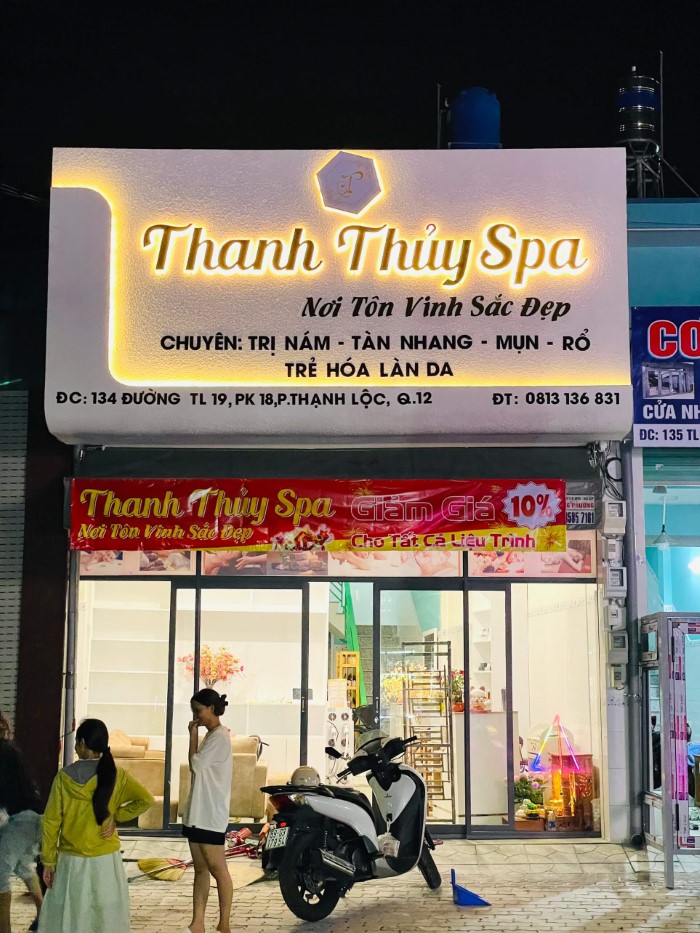 Thanh Thủy Spa
Nơi Tôn Vinh Sắc Đẹp
CHUYÊN: TRỊ NÁM - TÀN NHANG - MỤN - RỔ
TRẺ HÓA LÀN DA
ĐC: 134 ĐƯỜNG TL 19, PK 18,P.THẠNH LỘC, Q.12 ĐT: 0813 136 831
CỬA NH
ĐC: 135 TL
Thanh Thủy Spa
Nơi Tôn Vinh Sắc Đẹp
Giảm Giá 10%
Cho Tất Cả Liệu Trình